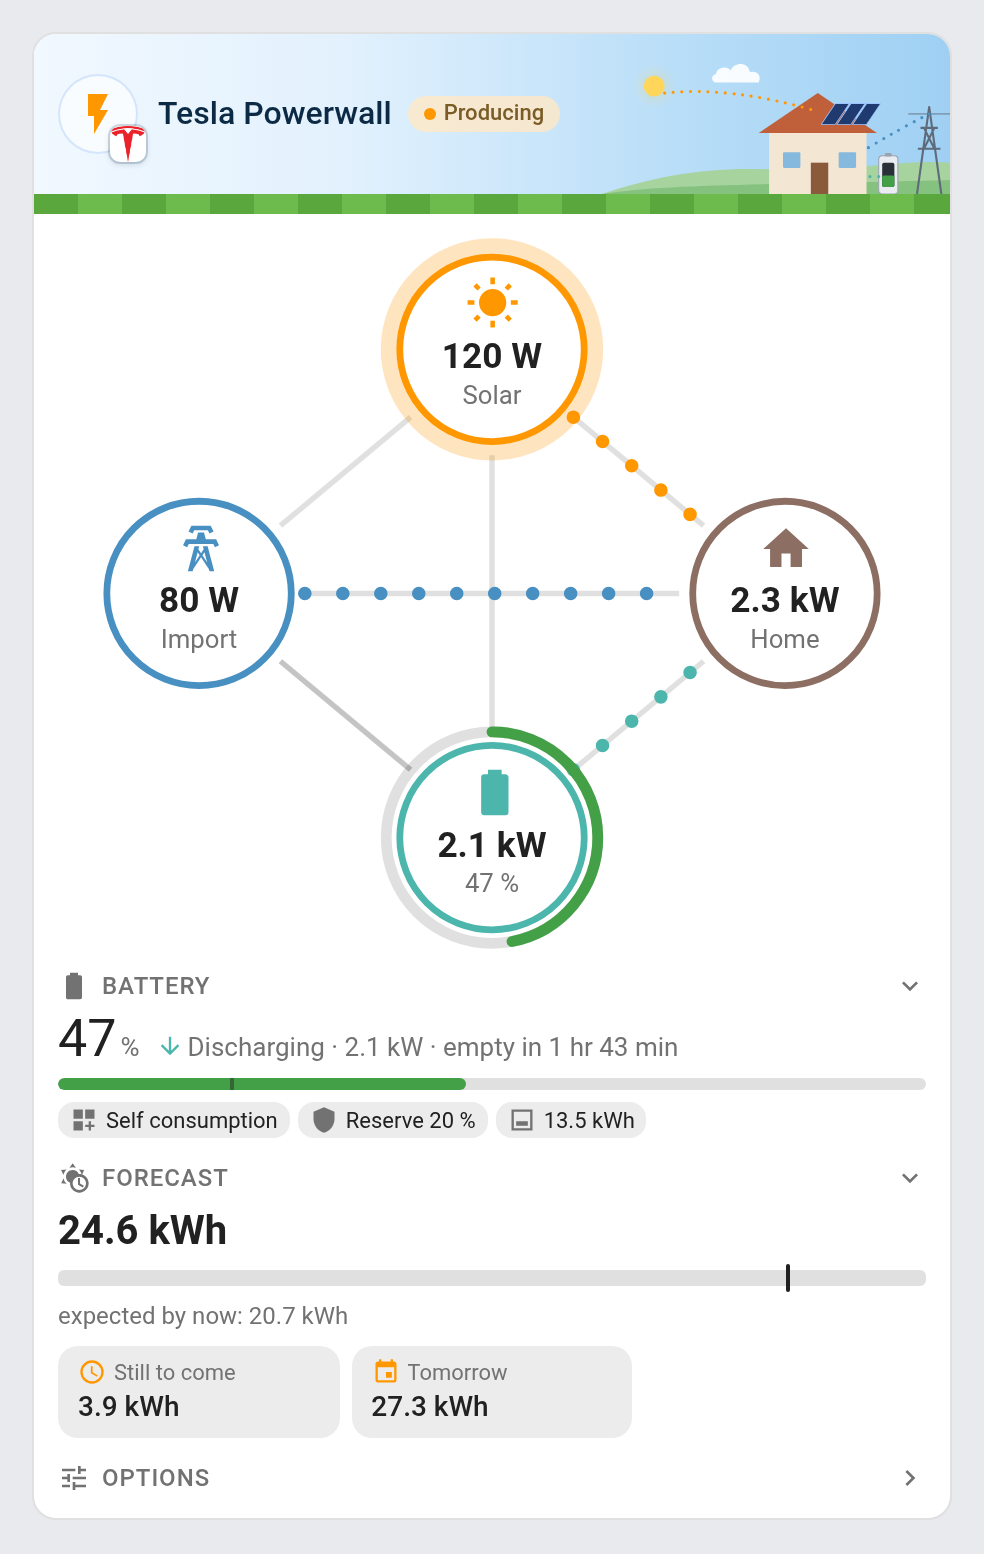 Tesla Powerwall
Producing
120 W
Solar
80 W
Import
2.3 kW
Home
2.1 kW
47 %
BATTERY
47 % Discharging · 2.1 kW · empty in 1 hr 43 min
Self consumption
Reserve 20 %
13.5 kWh
FORECAST
24.6 kWh
expected by now: 20.7 kWh
Still to come
3.9 kWh
Tomorrow
27.3 kWh
OPTIONS